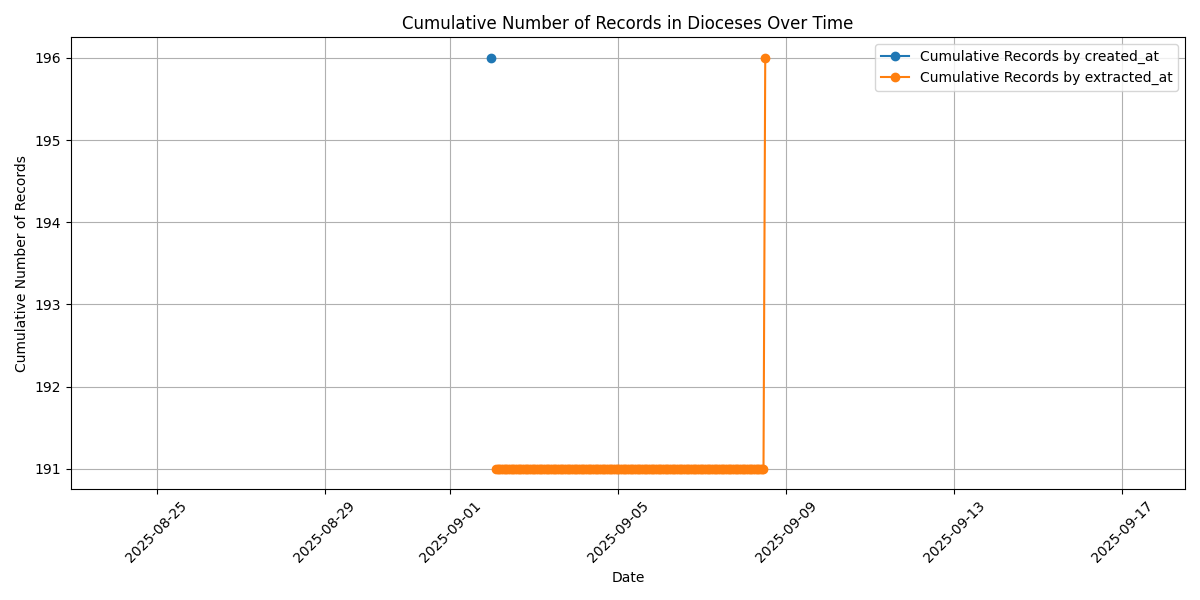 Cumulative Number of Records in Dioceses Over Time
Cumulative Records by created_at
Cumulative Records by extracted_at
Cumulative Number of Records
196
195
194
193
192
191
2025-08-25
2025-08-29
2025-09-01
2025-09-05
2025-09-09
2025-09-13
2025-09-17
Date